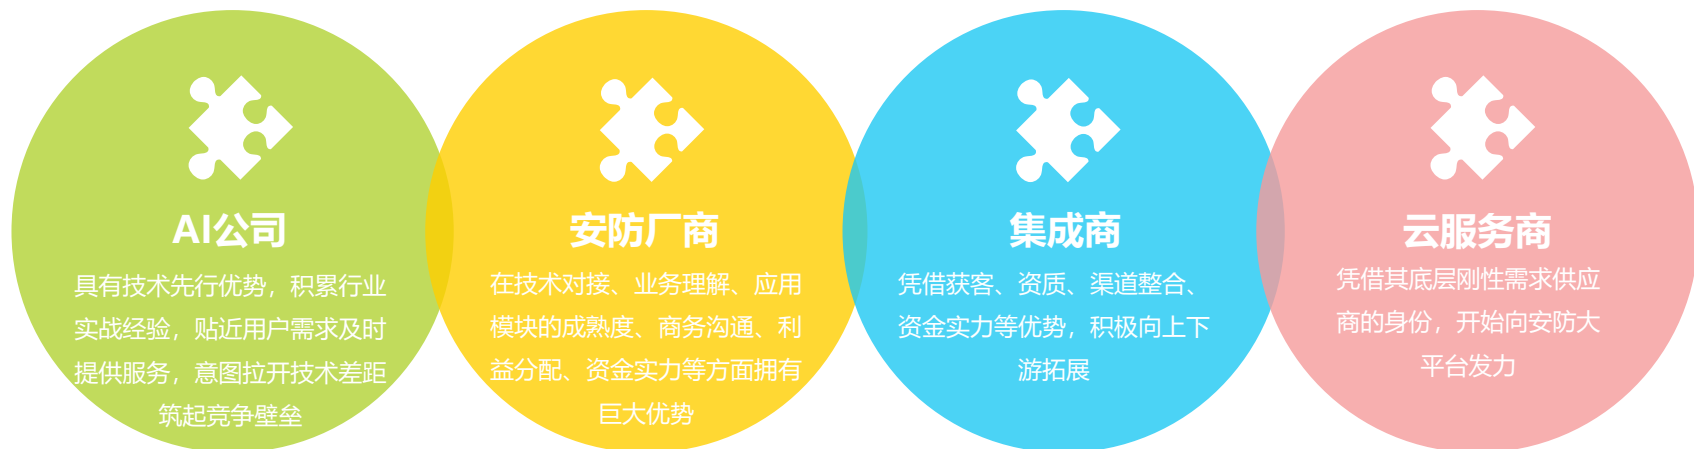 AI公司
具有技术先行优势，积累行业
实战经验，贴近用户需求及时
提供服务，意图拉开技术差距
筑起竞争壁垒
安防厂商
在技术对接、业务理解、应用
模块的成熟度、商务沟通、利
益分配、资金实力等方面拥有
巨大优势
集成商
凭借获客、资质、渠道整合、
资金实力等优势，积极向上下
游拓展
云服务商
凭借其底层刚性需求供应
商的身份，开始向安防大
平台发力